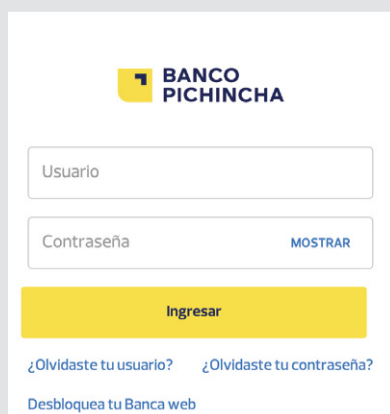 BANCO
PICHINCHA
Usuario
Contraseña MOSTRAR
Ingresar
¿Olvidaste tu usuario? ¿Olvidaste tu contraseña?
Desbloquea tu Banca web